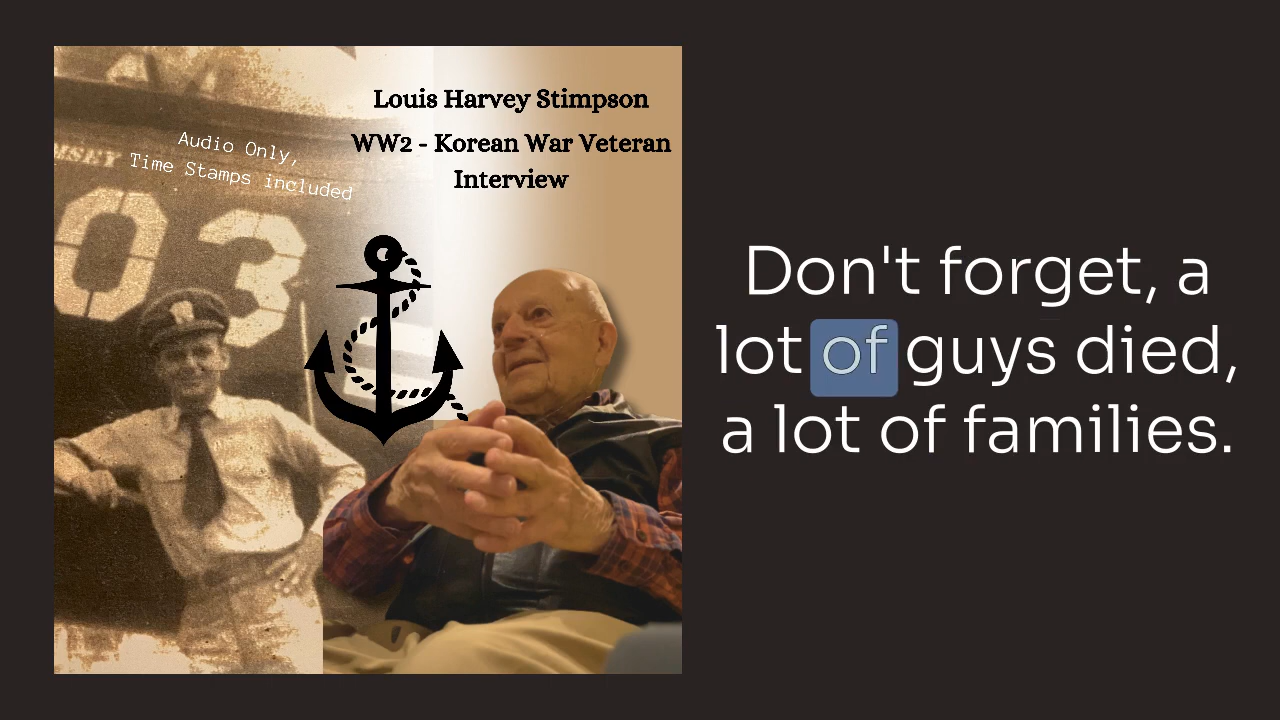 Louis Harvey Stimpson
WW2 - Korean War Veteran
Interview
Audio Only,
Time Stamps included
03
Don't forget, a
lot of guys died,
a lot of families.